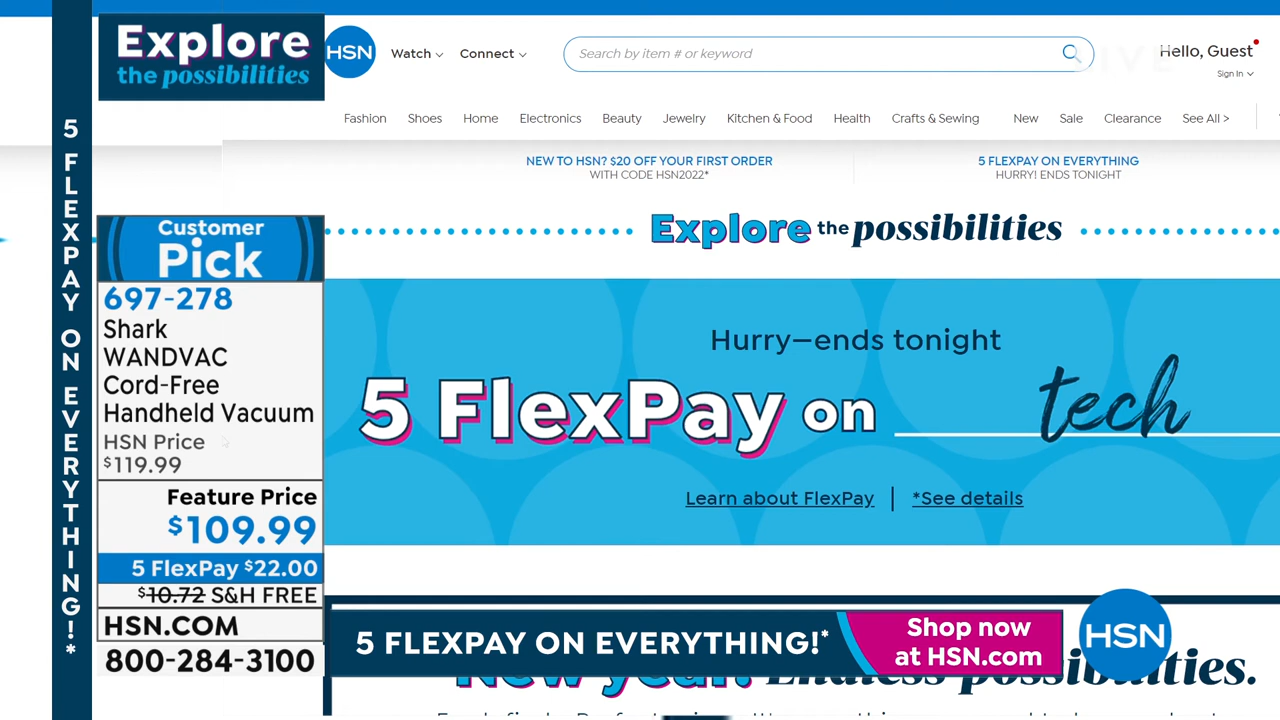 Explore
the possibilities
HSN
Watch
Connect
Search by item # or keyword
LIVE
Hello, Guest
Sign In
Fashion
Shoes
Home
Electronics
Beauty
Jewelry
Kitchen & Food
Health
Crafts & Sewing
New
Sale
Clearance
See All >
NEW TO HSN? $20 OFF YOUR FIRST ORDER
WITH CODE HSN2022*
5 FLEXPAY ON EVERYTHING
HURRY! ENDS TONIGHT
Explore the possibilities
5 FLEXPAY ON EVERYTHING!*
Customer
Pick
697-278
Shark
WANDVAC
Cord-Free
Handheld Vacuum
HSN Price
$119.99
Feature Price
$109.99
5 FlexPay $22.00
$10.72 S&H FREE
HSN.COM
800-284-3100
Hurry—ends tonight
5 FlexPay on tech
Learn about FlexPay | *See details
5 FLEXPAY ON EVERYTHING!*
Shop now
at HSN.com
HSN
New year. Endless possibilities.